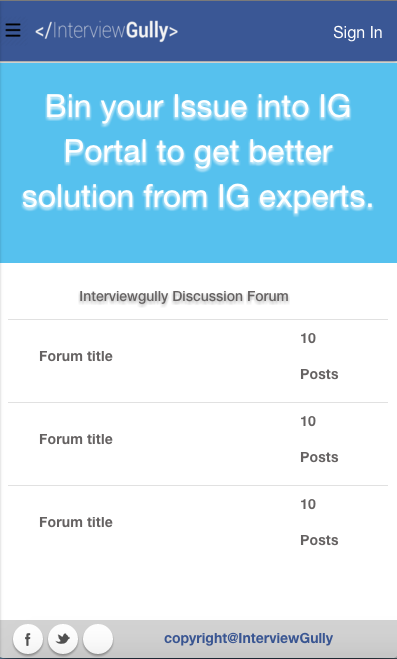 </InterviewGully>
Sign In
Bin your Issue into IG
Portal to get better
solution from IG experts.
Interviewgully Discussion Forum
Forum title
10
Posts
Forum title
10
Posts
Forum title
10
Posts
f
copyright@InterviewGully